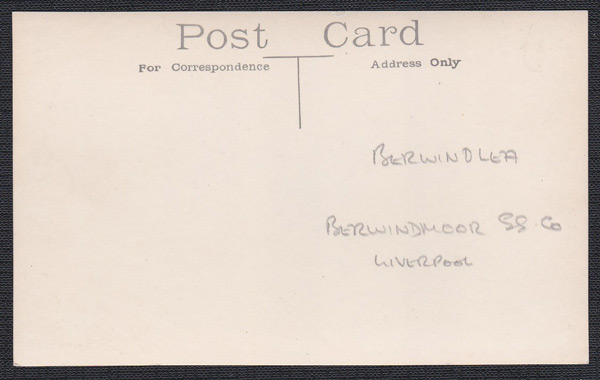 Post Card
For Correspondence
Address Only
BERWINDLEA
BERWINDMOOR SS Co
LIVERPOOL